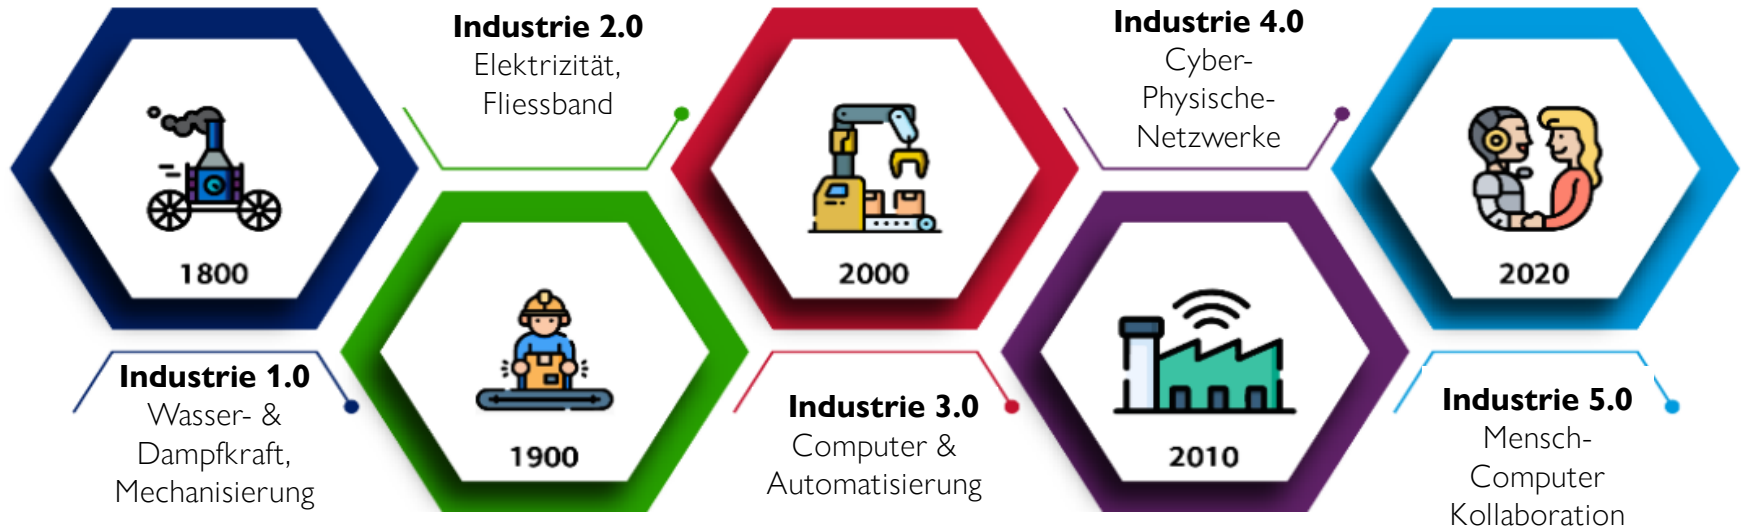 1800
Industrie 1.0
Wasser- &
Dampfkraft,
Mechanisierung
Industrie 2.0
Elektrizität,
Fliessband
1900
2000
Industrie 3.0
Computer &
Automatisierung
Industrie 4.0
Cyber-
Physische-
Netzwerke
2010
2020
Industrie 5.0
Mensch-
Computer
Kollaboration